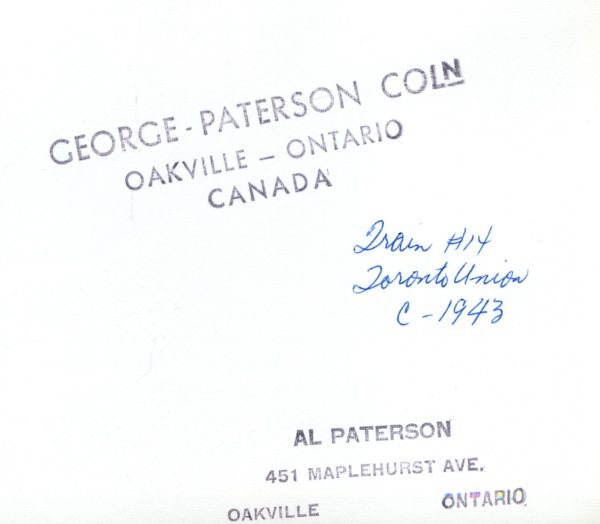 GEORGE-PATERSON COLN
OAKVILLE - ONTARIO
CANADA
Train #14
Toronto Union
C-1943
AL PATERSON
451 MAPLEHURST AVE.
OAKVILLE ONTARIO